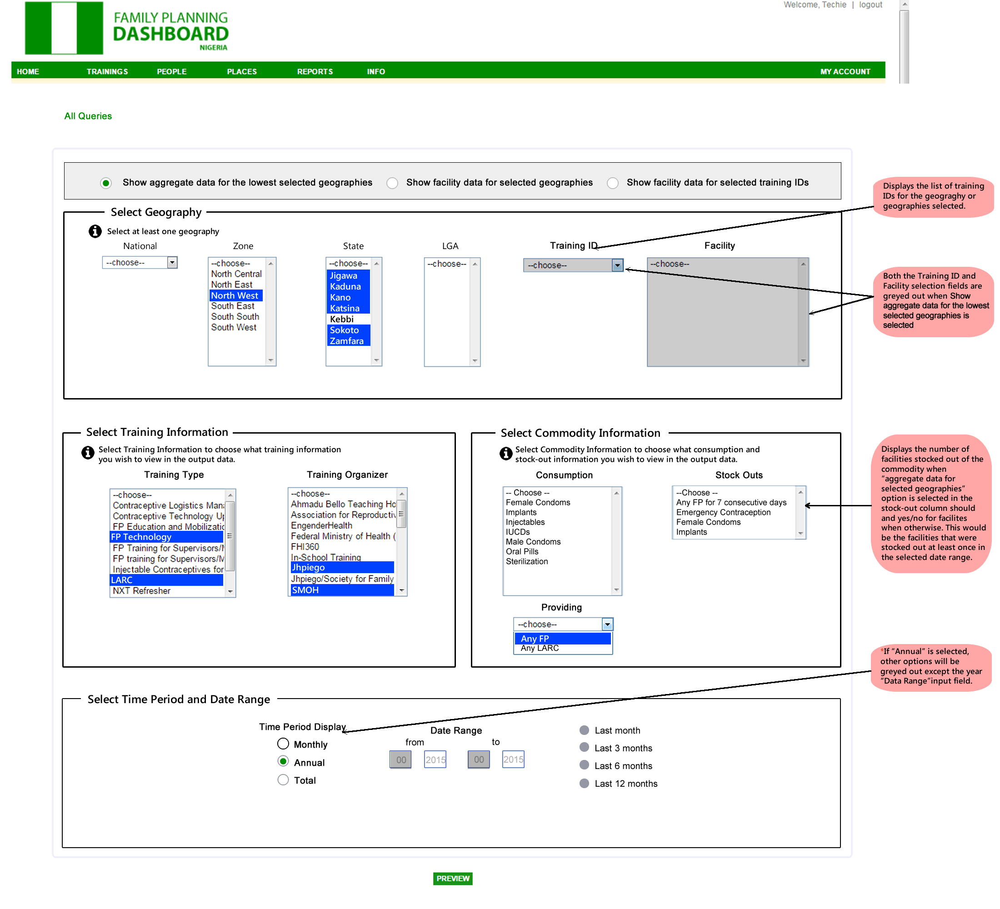 Welcome, Techie | logout
FAMILY PLANNING
DASHBOARD
NIGERIA
HOME TRAININGS PEOPLE PLACES REPORTS INFO MY ACCOUNT
All Queries
Show aggregate data for the lowest selected geographies Show facility data for selected geographies Show facility data for selected training IDs
Displays the list of training
IDs for the geograghy or
geographies selected.
Select Geography
Select at least one geography
National
--choose--
Zone
--choose--
North Central
North East
North West
South East
South South
South West
State
--choose--
Jigawa
Kaduna
Kano
Katsina
Kebbi
Sokoto
Zamfara
LGA
--choose--
Training ID
--choose--
Facility
--choose--
Both the Training ID and
Facility selection fields are
greyed out when Show
aggregate data for the lowest
selected geographies is
selected
Select Training Information
Select Training Information to choose what training information
you wish to view in the output data.
Training Type
--choose--
Contraceptive Logistics Man
Contraceptive Technology U
FP Education and Mobilizatic
FP Technology
FP Training for Supervisors/
FP training for Supervisors/M
Injectable Contraceptives for
LARC
NXT Refresher
Training Organizer
--choose--
Ahmadu Bello Teaching Ho
Association for Reproductiv
EngenderHealth
Federal Ministry of Health (
FHI360
In-School Training
Jhpiego
Jhpiego/Society for Family
SMOH
Select Commodity Information
Select Commodity Information to choose what consumption and
stock-out information you wish to view in the output data.
Consumption
-- Choose --
Female Condoms
Implants
Injectables
IUCDs
Male Condoms
Oral Pills
Sterilization
Stock Outs
--Choose --
Any FP for 7 consecutive days
Emergency Contraception
Female Condoms
Implants
Providing
--choose--
Any FP
Any LARC
Displays the number of
facilities stocked out of the
commodity when
“aggregate data for
selected geographies”
option is selected in the
stock-out column should
and yes/no for facilites
when otherwise. This would
be the facilities that were
stocked out at least once in
the selected date range.
*If “Annual” is selected,
other options will be
greyed out except the year
“Data Range”input field.
Select Time Period and Date Range
Time Period Display
Monthly
Annual
Total
Date Range
from to
00 2015 00 2015
Last month
Last 3 months
Last 6 months
Last 12 months
PREVIEW